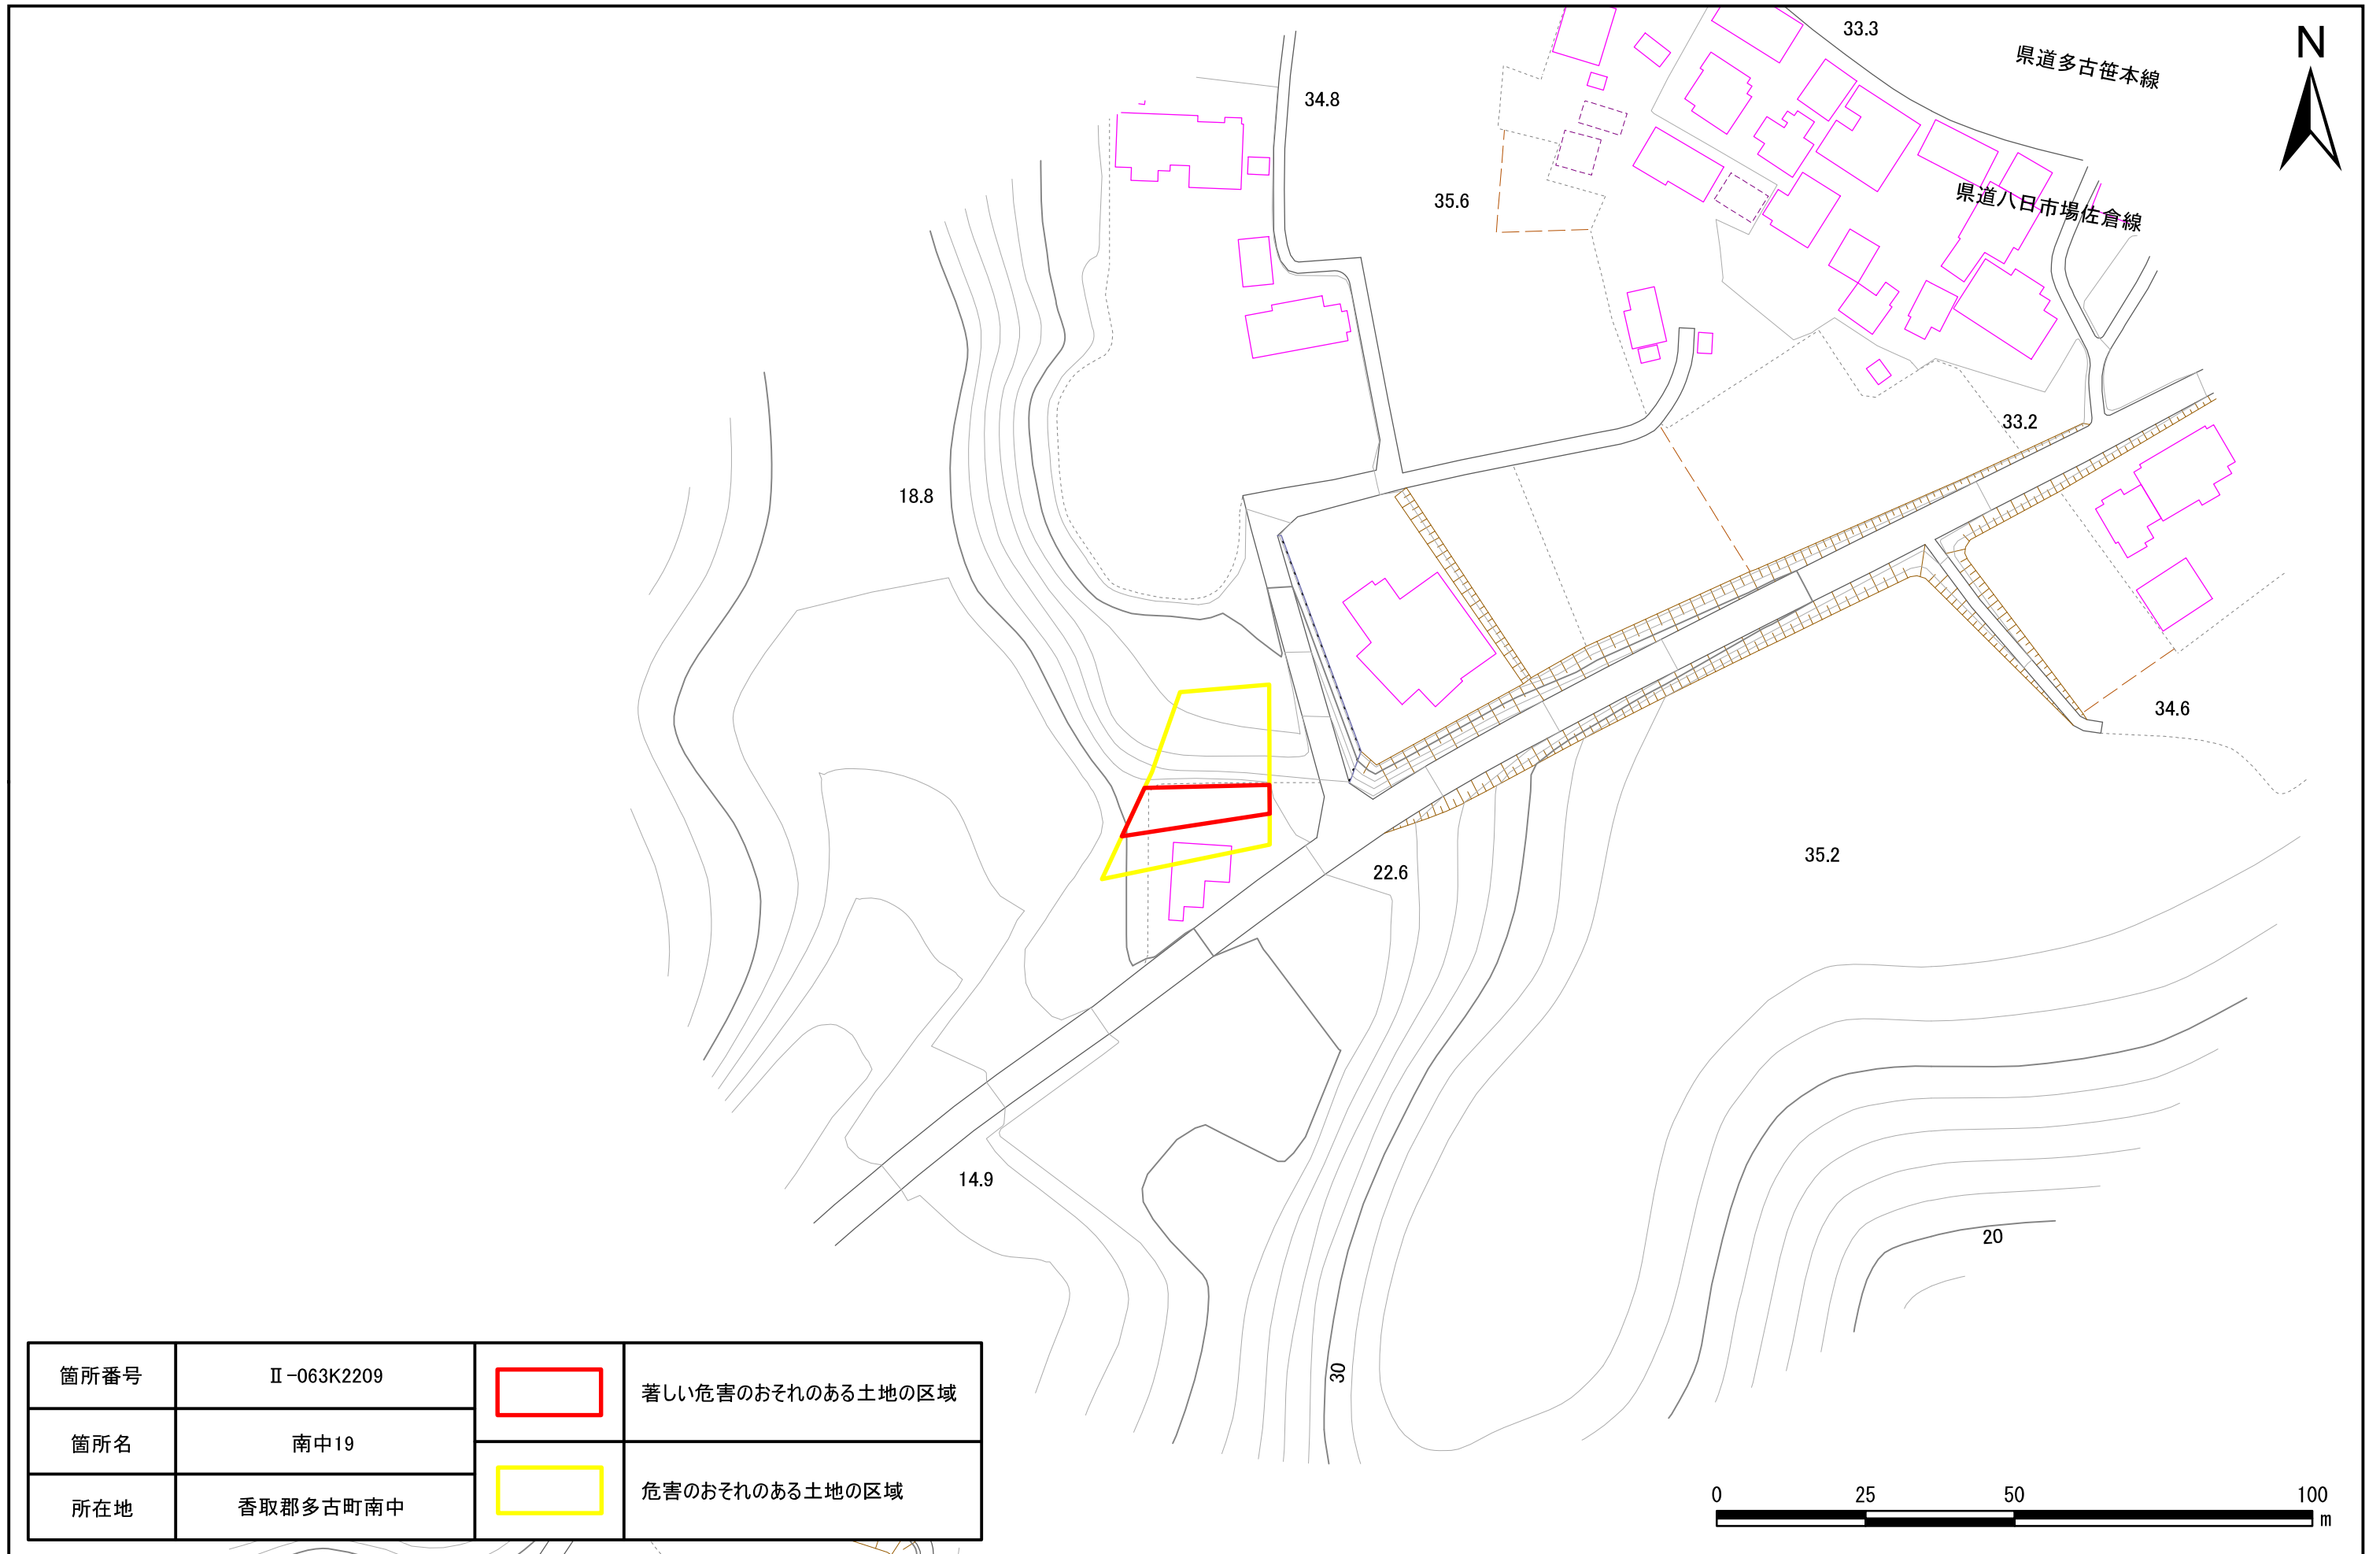 33.3
県道多古笹本線
N
34.8
35.6
県道八日市場佐倉線
33.2
18.8
34.6
35.2
22.6
14.9
20
30
箇所番号
Ⅱ-063K2209
箇所名
南中19
所在地
香取郡多古町南中
著しい危害のおそれのある土地の区域
危害のおそれのある土地の区域
0 25 50 100
m